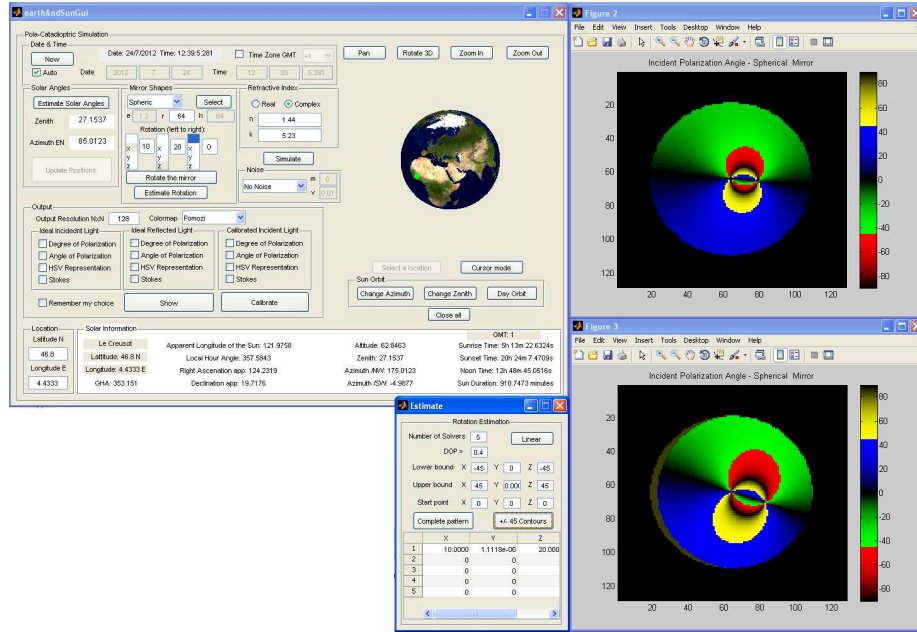 earthAndSunGui
Pola-Catadioptric Simulation
Date & Time
Now
Date: 24/7/2012 Time: 12:39:5.281
Time Zone GMT +1
Auto Date 2012 7 24 Time 12 39 5.281
Pan Rotate 3D Zoom In Zoom Out
Solar Angles
Estimate Solar Angles
Zenith 27.1537
Azimuth EN 85.0123
Update Positions
Mirror Shapes
Spheric Select
e 1.2 r 64 h 64
Rotation (left to right):
x y z 10 x y z 20 x y z 0
Rotate the mirror
Estimate Rotation
Refractive Index
Real Complex
n 1.44
k 5.23
Simulate
Noise
No Noise m 0
v 0.01
Output
Output Resolution NxN 128 Colormap Pomozi
Ideal Incidednt Light
Degree of Polarization
Angle of Polarization
HSV Representation
Stokes
Ideal Reflected Light
Degree of Polarization
Angle of Polarization
HSV Representation
Stokes
Calibrated Incident Light
Degree of Polarization
Angle of Polarization
HSV Representation
Stokes
Remember my choice Show Calibrate
Select a location Cursor mode
Sun Orbit
Change Azimuth Change Zenith Day Orbit
Close all
Location
Latitude N
46.8
Longitude E
4.4333
Solar Information
GMT: 1
Le Creusot Apparent Longitude of the Sun: 121.9758 Altitude: 62.8463 Sunrise Time: 5h 13m 22.6324s
Lattitude: 46.8 N Local Hour Angle: 357.5843 Zenith: 27.1537 Sunset Time: 20h 24m 7.4709s
Longitude: 4.4333 E Right Ascenation app: 124.2319 Azimuth /NW: 175.0123 Noon Time: 12h 48m 45.0516s
GHA: 353.151 Declination app: 19.7176 Azimuth /SW: -4.9877 Sun Duration: 910.7473 minutes
Figure 2
File Edit View Insert Tools Desktop Window Help
Incident Polarization Angle - Spherical Mirror
20
40
60
80
100
120
20 40 60 80 100 120
80
60
40
20
0
-20
-40
-60
-80
Figure 3
File Edit View Insert Tools Desktop Window Help
Incident Polarization Angle - Spherical Mirror
20
40
60
80
100
120
20 40 60 80 100 120
80
60
40
20
0
-20
-40
-60
-80
Estimate
Rotation Estimation
Number of Solvers 5 Linear
DOP > 0.4
Lower bound X -45 Y 0 Z -45
Upper bound X 45 Y 0.00 Z 45
Start point X 0 Y 0 Z 0
Complete pattern +/- 45 Contours
X Y Z
1 10.0000 1.1118e-06 20.000
2 0 0
3 0 0
4 0 0
5 0 0